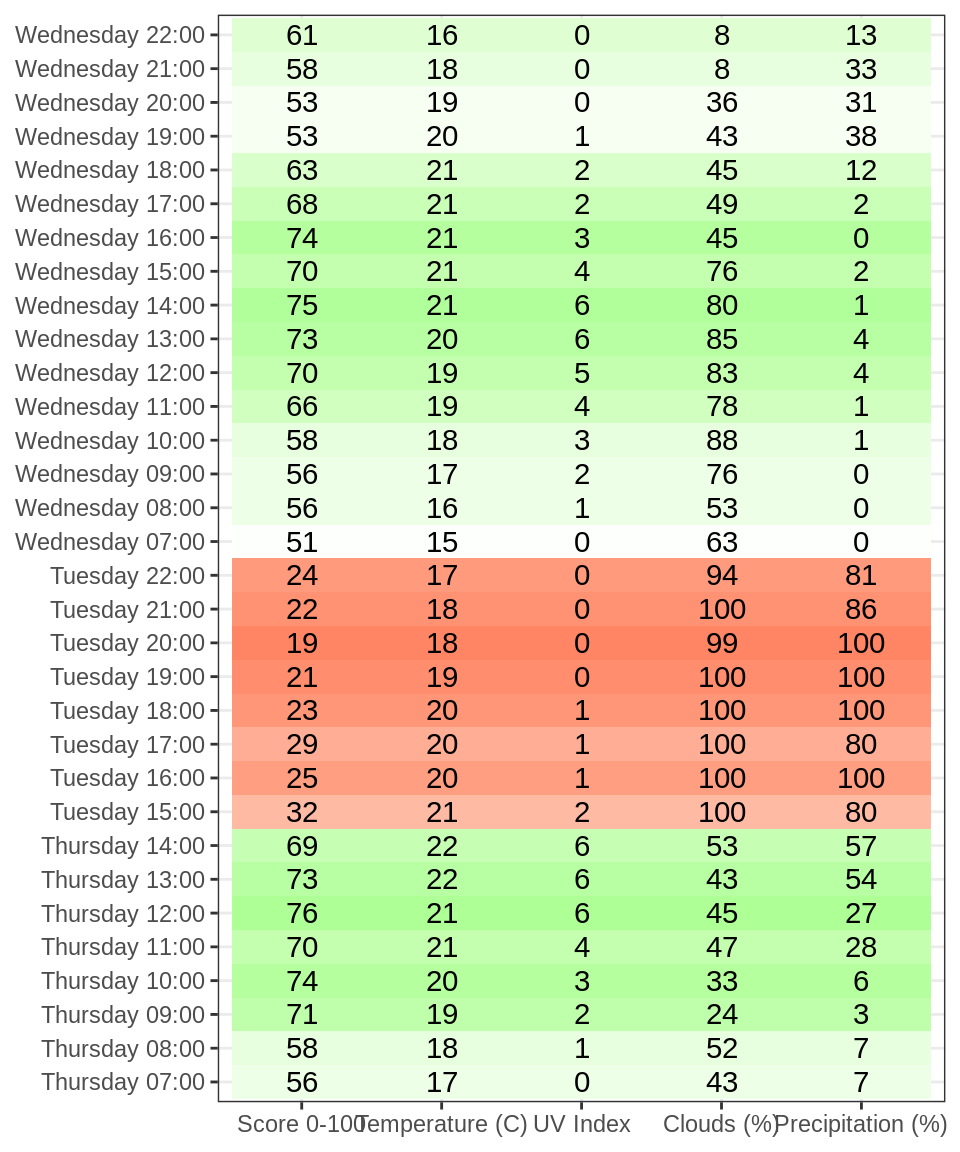 Wednesday 22:00 61 16 0 8 13
Wednesday 21:00 58 18 0 8 33
Wednesday 20:00 53 19 0 36 31
Wednesday 19:00 53 20 1 43 38
Wednesday 18:00 63 21 2 45 12
Wednesday 17:00 68 21 2 49 2
Wednesday 16:00 74 21 3 45 0
Wednesday 15:00 70 21 4 76 2
Wednesday 14:00 75 21 6 80 1
Wednesday 13:00 73 20 6 85 4
Wednesday 12:00 70 19 5 83 4
Wednesday 11:00 66 19 4 78 1
Wednesday 10:00 58 18 3 88 1
Wednesday 09:00 56 17 2 76 0
Wednesday 08:00 56 16 1 53 0
Wednesday 07:00 51 15 0 63 0
Tuesday 22:00 24 17 0 94 81
Tuesday 21:00 22 18 0 100 86
Tuesday 20:00 19 18 0 99 100
Tuesday 19:00 21 19 0 100 100
Tuesday 18:00 23 20 1 100 100
Tuesday 17:00 29 20 1 100 80
Tuesday 16:00 25 20 1 100 100
Tuesday 15:00 32 21 2 100 80
Thursday 14:00 69 22 6 53 57
Thursday 13:00 73 22 6 43 54
Thursday 12:00 76 21 6 45 27
Thursday 11:00 70 21 4 47 28
Thursday 10:00 74 20 3 33 6
Thursday 09:00 71 19 2 24 3
Thursday 08:00 58 18 1 52 7
Thursday 07:00 56 17 0 43 7
Score 0-100 Temperature (C) UV Index Clouds (%) Precipitation (%)